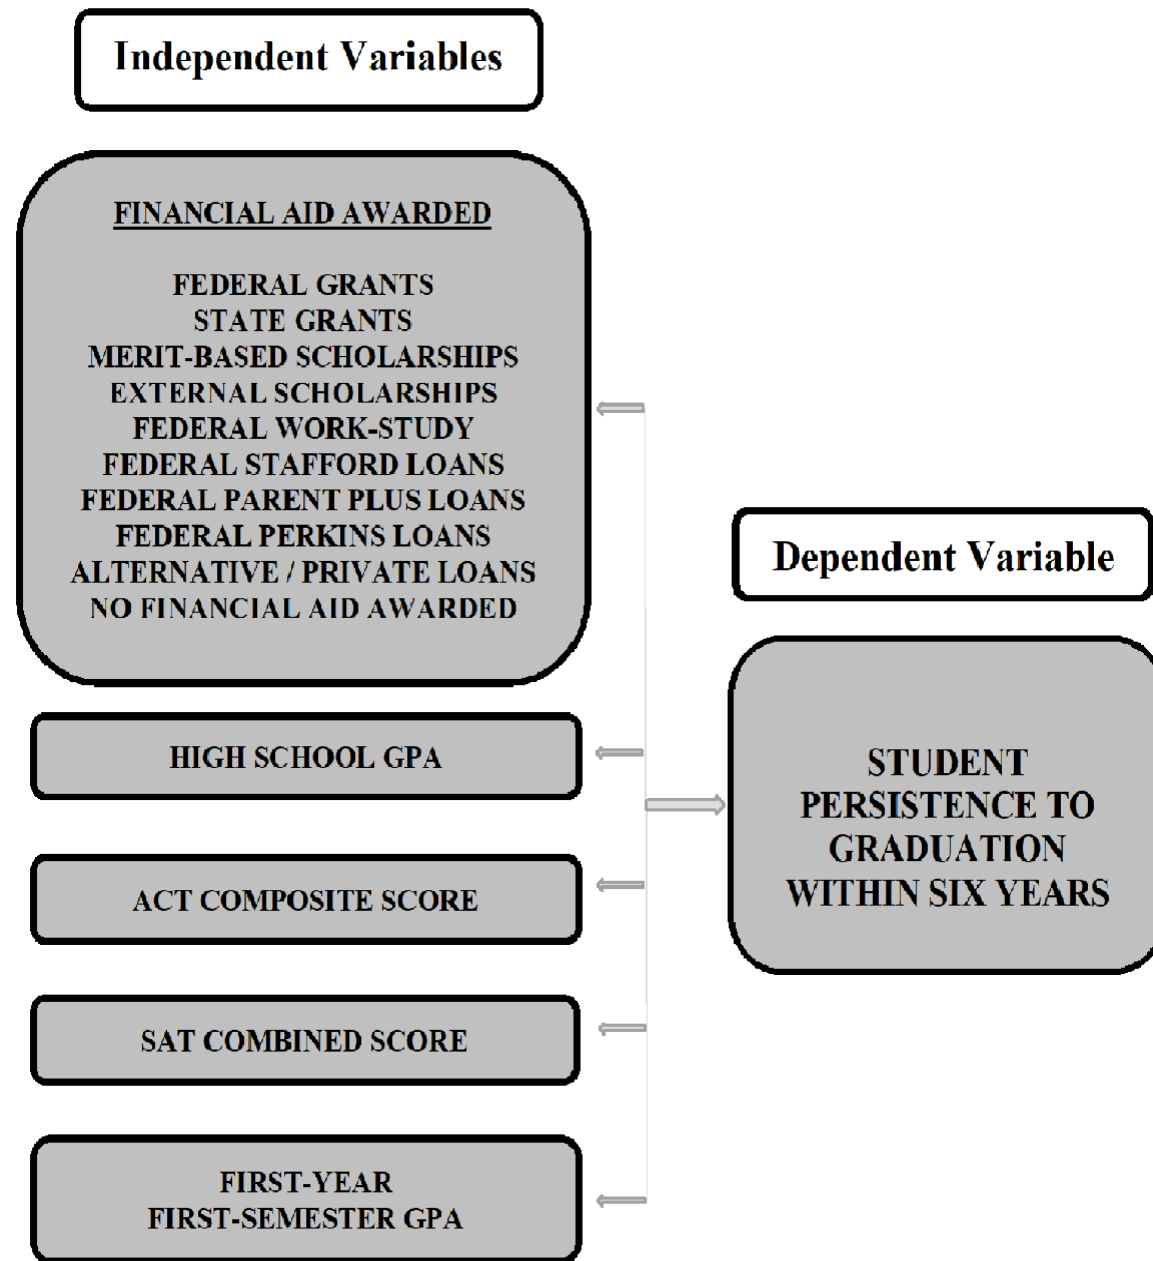 Independent Variables
FINANCIAL AID AWARDED
FEDERAL GRANTS
STATE GRANTS
MERIT-BASED SCHOLARSHIPS
EXTERNAL SCHOLARSHIPS
FEDERAL WORK-STUDY
FEDERAL STAFFORD LOANS
FEDERAL PARENT PLUS LOANS
FEDERAL PERKINS LOANS
ALTERNATIVE / PRIVATE LOANS
NO FINANCIAL AID AWARDED
HIGH SCHOOL GPA
ACT COMPOSITE SCORE
SAT COMBINED SCORE
FIRST-YEAR
FIRST-SEMESTER GPA
Dependent Variable
STUDENT
PERSISTENCE TO
GRADUATION
WITHIN SIX YEARS